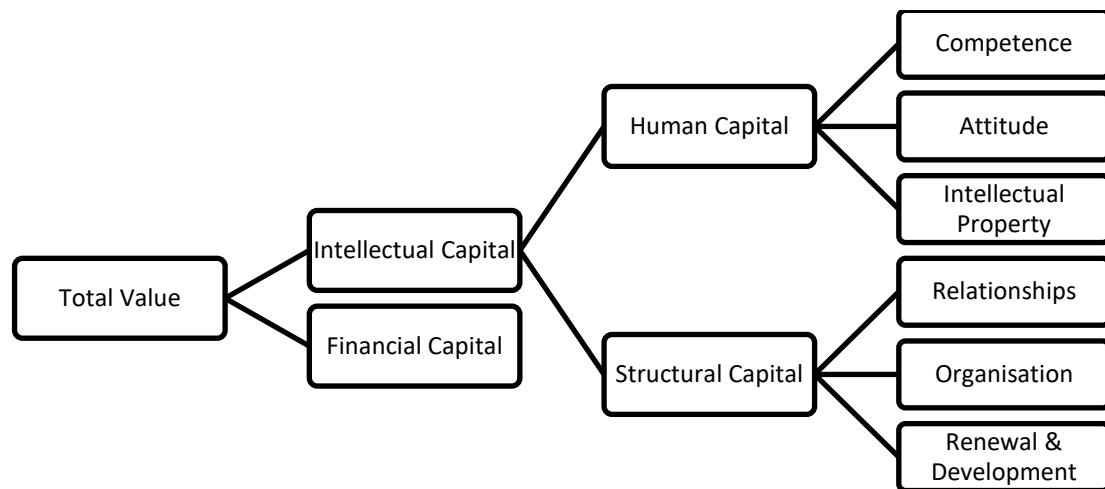 Competence
Human Capital
Attitude
Intellectual
Property
Intellectual Capital
Total Value
Financial Capital
Relationships
Structural Capital
Organisation
Renewal &
Development